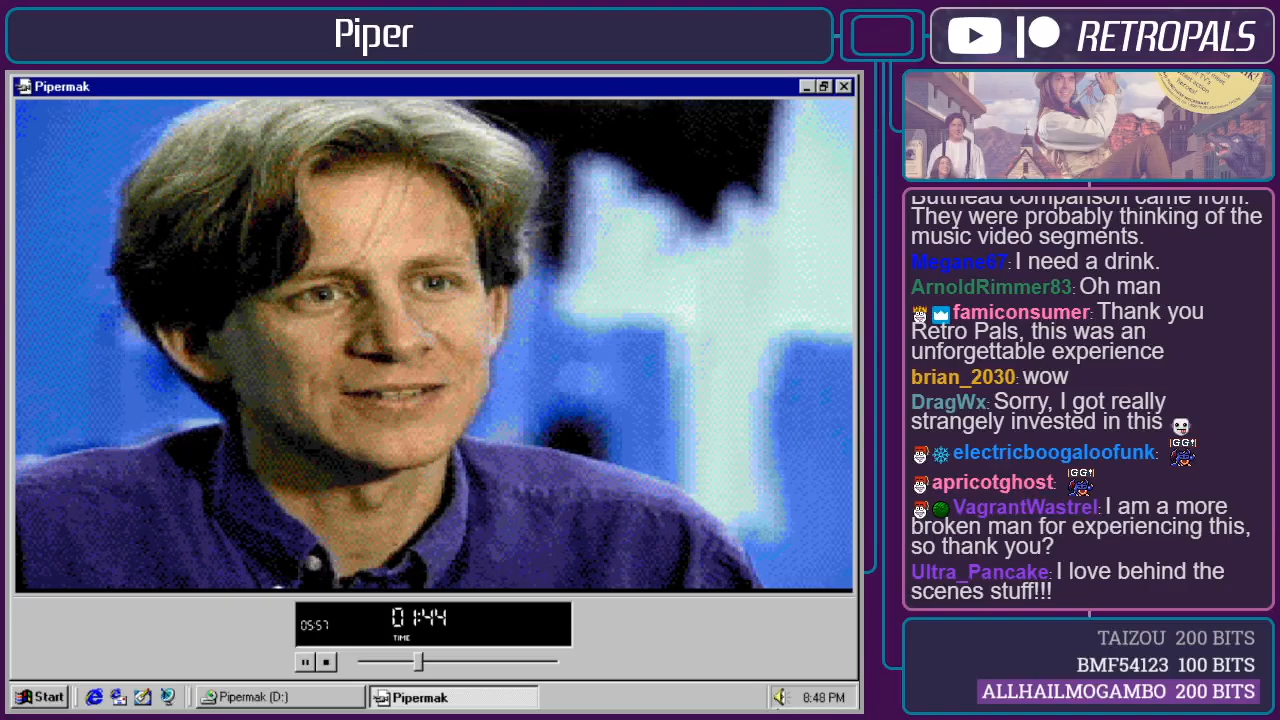 Piper
RETROPALS
Pipermak
Butthead comparison came from.
They were probably thinking of the
music video segments.
Megane67: I need a drink.
ArnoldRimmer83: Oh man
famiconsumer: Thank you
Retro Pals, this was an
unforgettable experience
brian_2030: wow
DragWx: Sorry, I got really
strangely invested in this
electricboogaloofunk: GG!
apricotghost: GG!
VagrantWastrel: I am a more
broken man for experiencing this,
so thank you?
Ultra_Pancake: I love behind the
scenes stuff!!!
05:57
01:44
TIME
TAIZOU 200 BITS
BMF54123 100 BITS
ALLHAILMOGAMBO 200 BITS
Start
Pipermak (D:)
Pipermak
8:48 PM